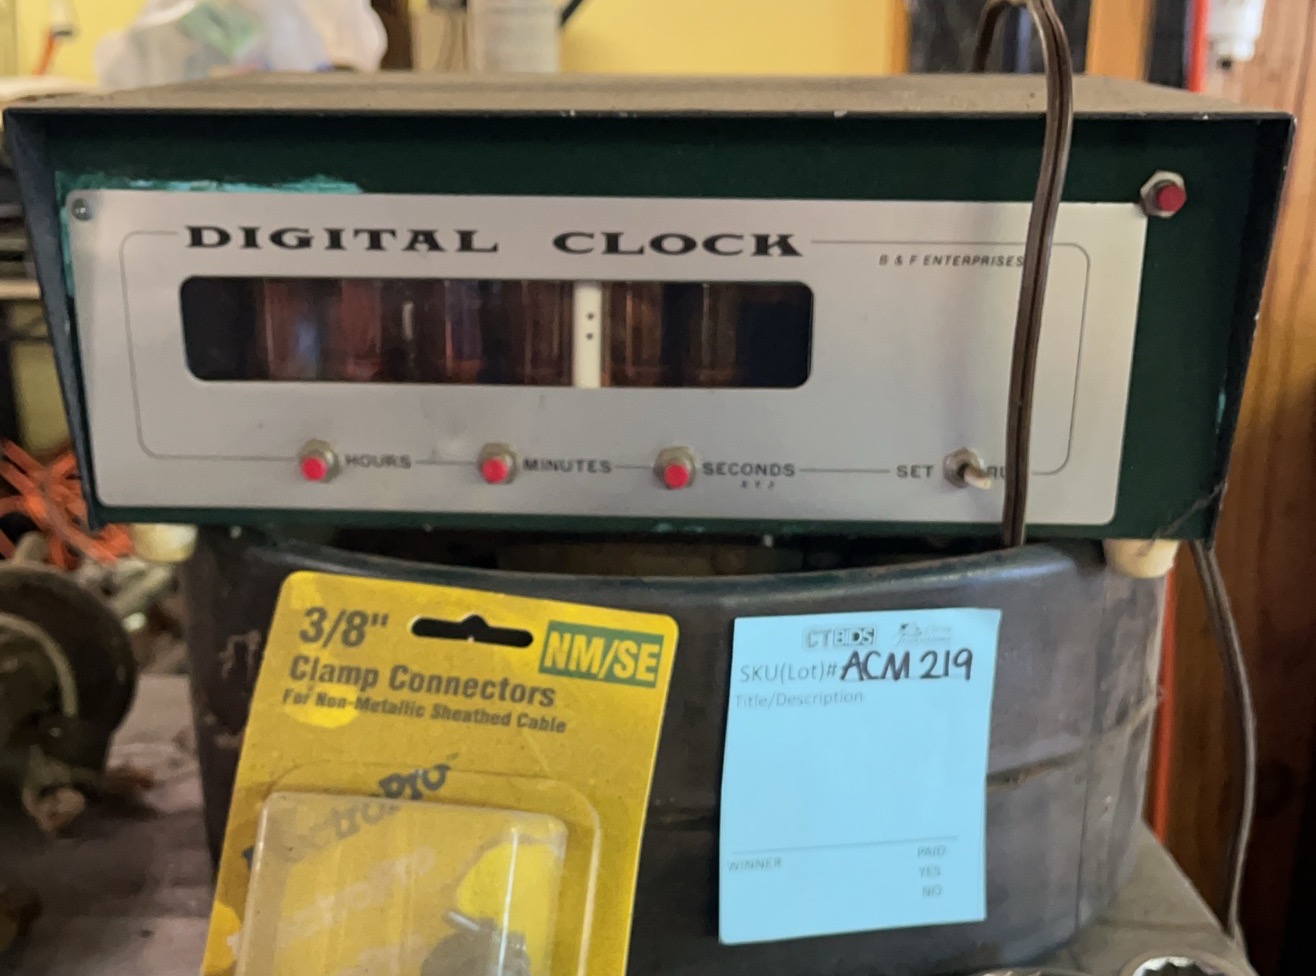 DIGITAL CLOCK
B & F ENTERPRISES
HOURS
MINUTES
SECONDS
SET
3/8"
NM/SE
Clamp Connectors
For Non-Metallic Sheathed Cable
CTBIDS
SKU(Lot)# ACM 219
Title/Description
WINNER
PAID
YES
NO